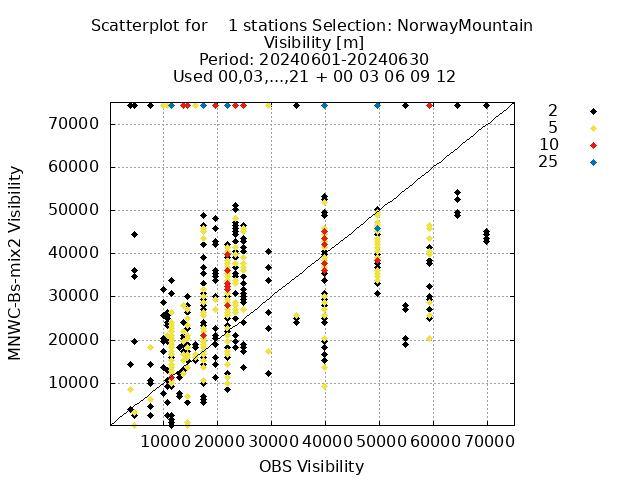 Scatterplot for    1 stations Selection: NorwayMountain
Visibility [m]
Period: 20240601-20240630
Used 00,03,...,21 + 00 03 06 09 12
2
5
10
25
70000
60000
50000
40000
30000
20000
10000
MNWC-Bs-mix2 Visibility
10000 20000 30000 40000 50000 60000 70000
OBS Visibility